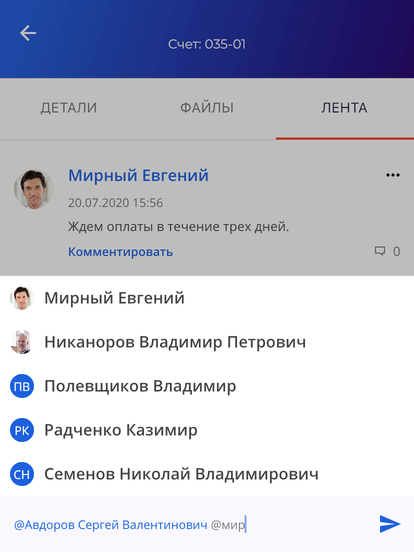 Счет: 035-01
ДЕТАЛИ ФАЙЛЫ ЛЕНТА
Мирный Евгений
20.07.2020 15:56
Ждем оплаты в течение трех дней.
Комментировать 0
Мирный Евгений
Никаноров Владимир Петрович
ПВ Полевщиков Владимир
РК Радченко Казимир
СН Семенов Николай Владимирович
@Авдоров Сергей Валентинович @мир